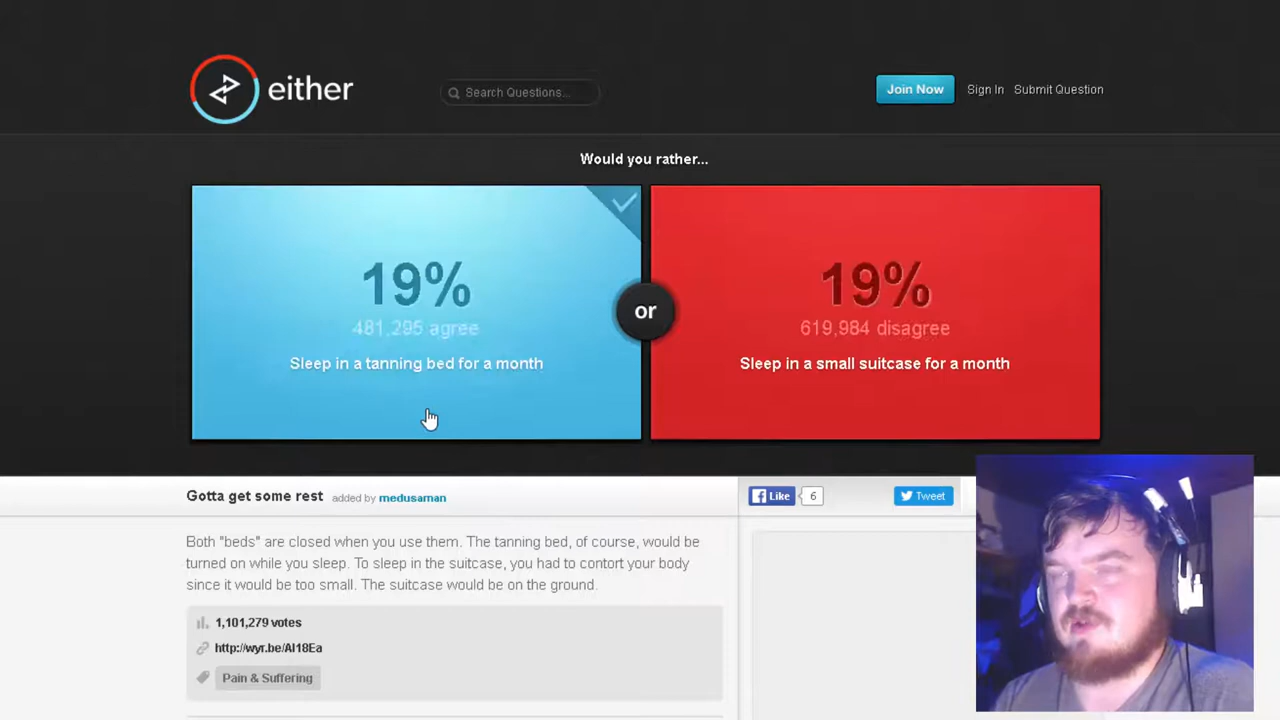 either
Search Questions...
Join Now
Sign In
Submit Question
Would you rather...
19%
481,295 agree
Sleep in a tanning bed for a month
or
19%
619,984 disagree
Sleep in a small suitcase for a month
Gotta get some rest added by medusaman
Like
6
Tweet
Both "beds" are closed when you use them. The tanning bed, of course, would be
turned on while you sleep. To sleep in the suitcase, you had to contort your body
since it would be too small. The suitcase would be on the ground.
1,101,279 votes
http://wyr.be/AI18Ea
Pain & Suffering